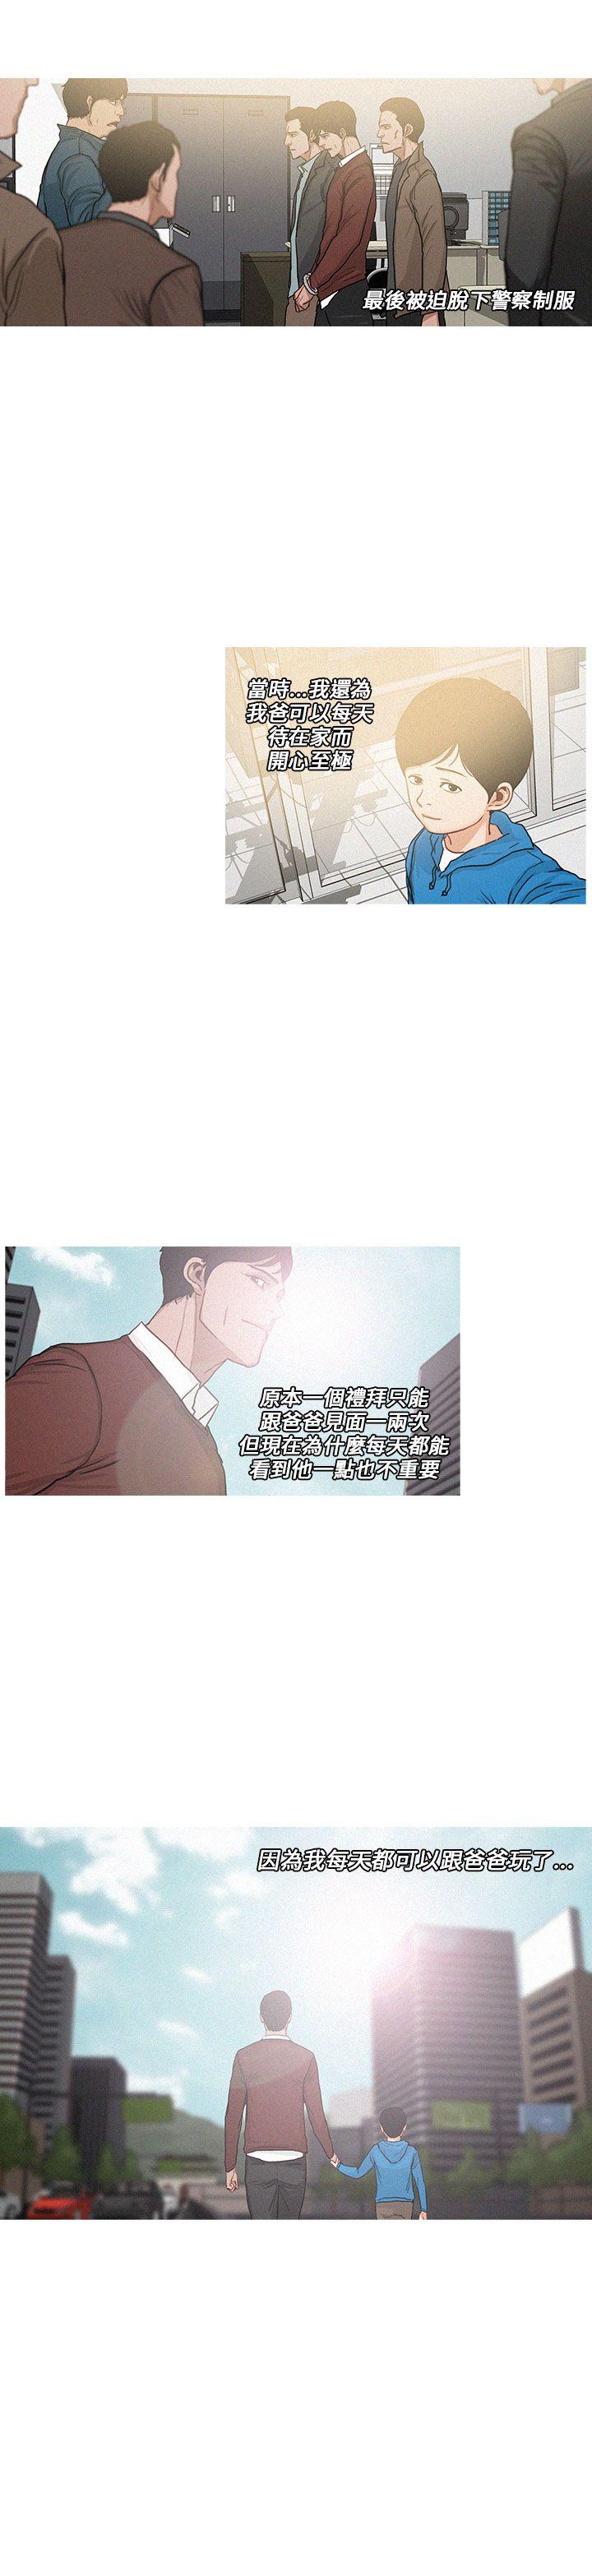 最後被迫脫下警察制服
當時...我還為
我爸可以每天
待在家而
開心至極
原本一個禮拜只能
跟爸爸見面一兩次
但現在為什麼每天都能
看到他一點也不重要
因為我每天都可以跟爸爸玩了...